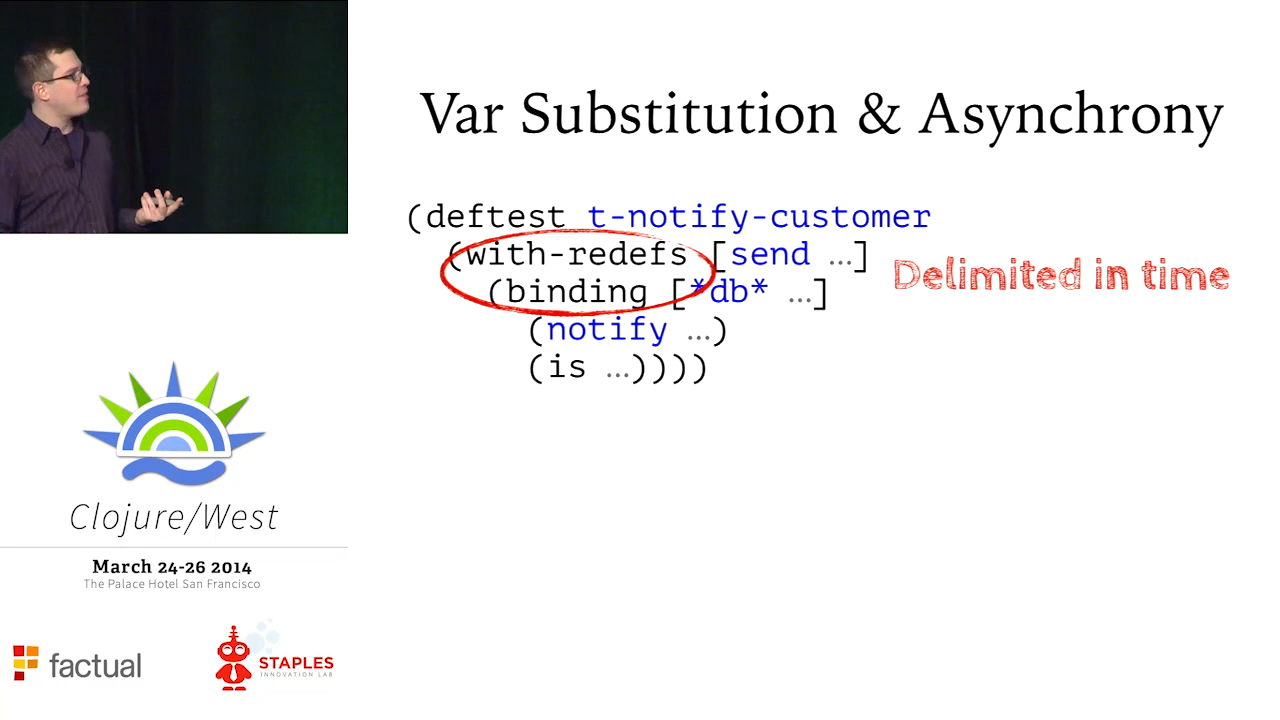 Var Substitution & Asynchrony
(deftest t-notify-customer
(with-redefs [send …]
(binding [*db* …]
(notify …)
(is …))))
Delimited in time
Clojure/West
March 24-26 2014
The Palace Hotel San Francisco
factual
STAPLES
INNOVATION LAB